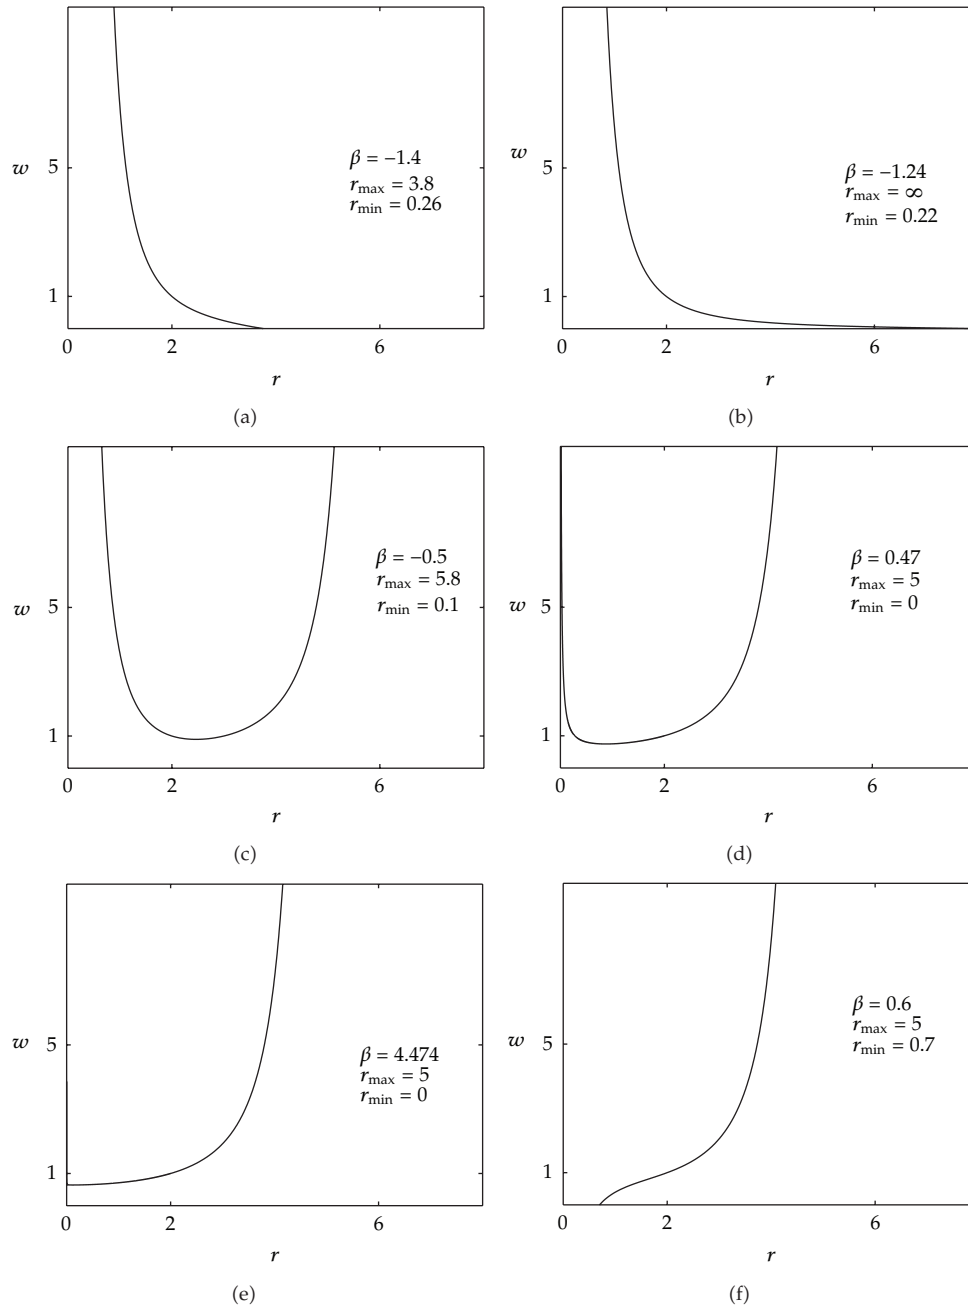 β = −1.4
w 5
r_max = 3.8
r_min = 0.26
1
0 2 6
r
(a)
w
5
β = −1.24
r_max = ∞
r_min = 0.22
1
0 2 6
r
(b)
β = −0.5
r_max = 5.8
w 5
r_min = 0.1
1
0 2 6
r
(c)
β = 0.47
r_max = 5
w 5
r_min = 0
1
0 2 6
r
(d)
w 5
β = 4.474
r_max = 5
r_min = 0
1
0 2 6
r
(e)
β = 0.6
r_max = 5
w 5
r_min = 0.7
1
0 2 6
r
(f)